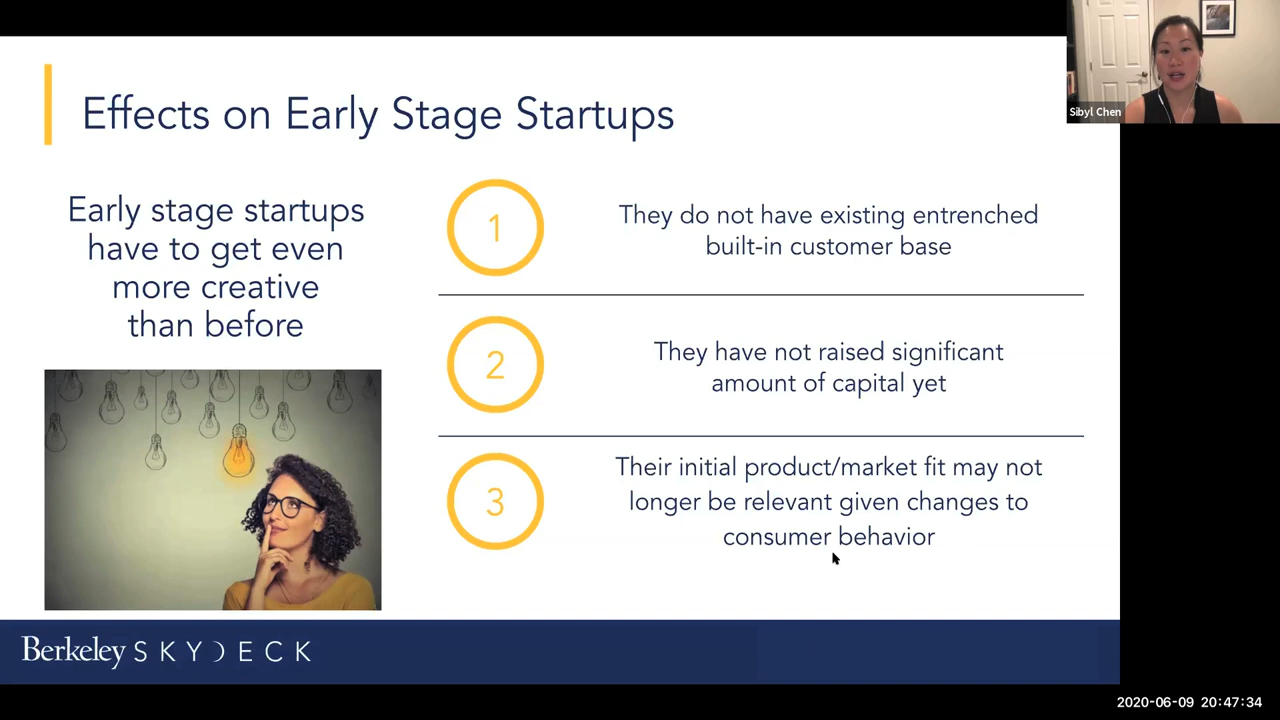 Effects on Early Stage Startups
Sibyl Chen
Early stage startups
have to get even
more creative
than before
1
They do not have existing entrenched
built-in customer base
2
They have not raised significant
amount of capital yet
3
Their initial product/market fit may not
longer be relevant given changes to
consumer behavior
Berkeley SKYDECK
2020-06-09 20:47:34